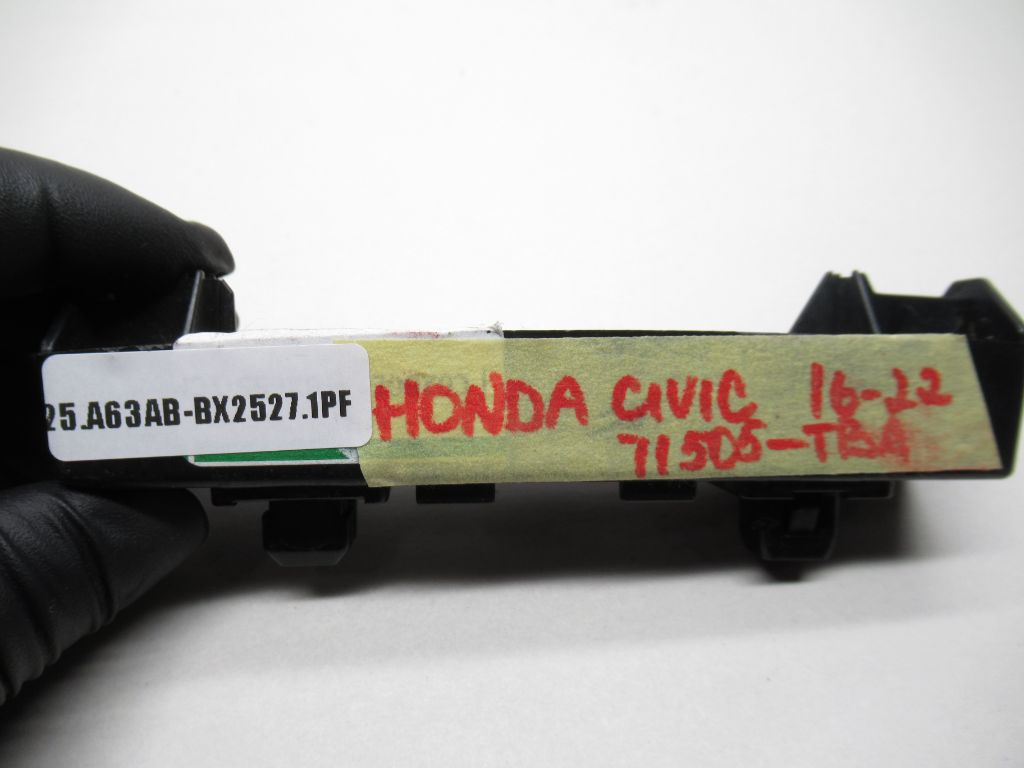 25.A63AB-BX2527.1PF
HONDA CIVIC 16-22
71505-TBA